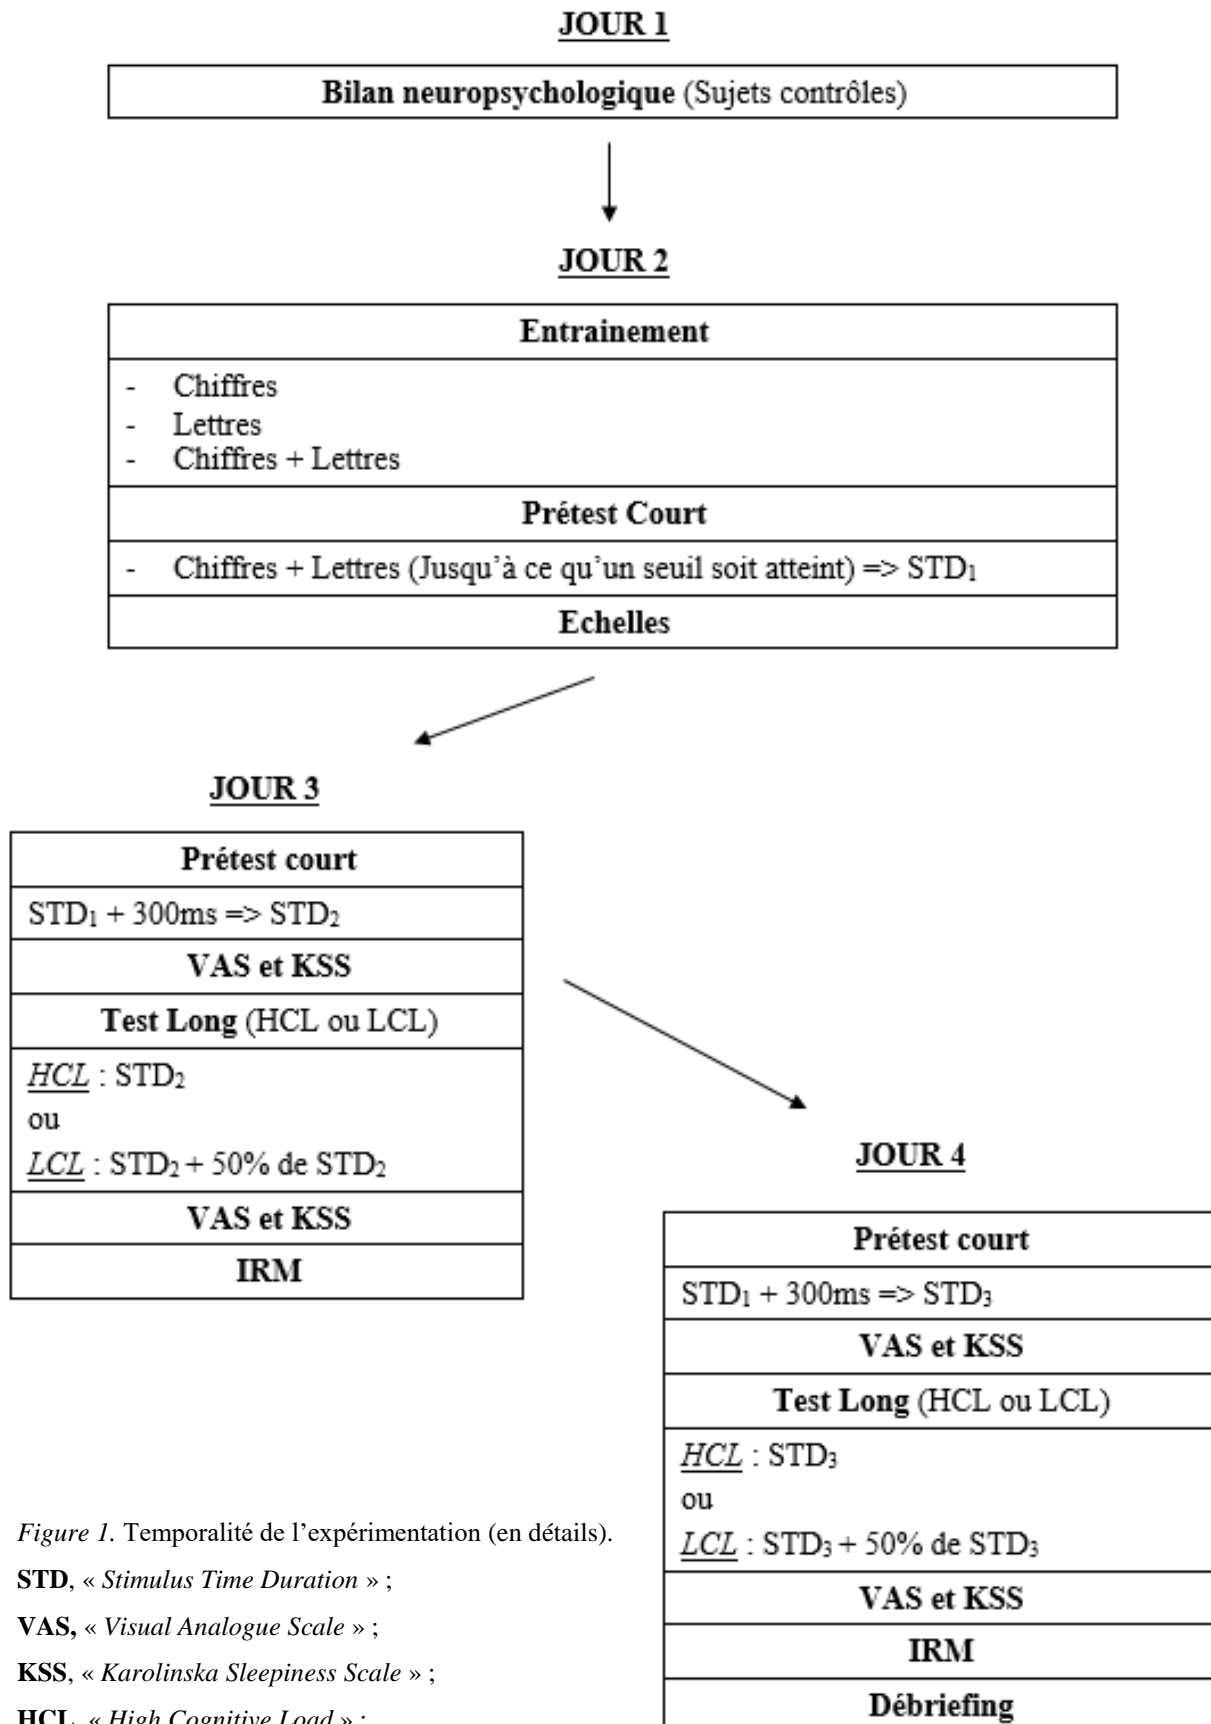 JOUR 1
Bilan neuropsychologique (Sujets contrôles)
JOUR 2
Entrainement
- Chiffres
- Lettres
- Chiffres + Lettres
Prétest Court
- Chiffres + Lettres (Jusqu'à ce qu'un seuil soit atteint) => STD₁
Echelles
JOUR 3
Prétest court
STD₁ + 300ms => STD₂
VAS et KSS
Test Long (HCL ou LCL)
HCL : STD₂
ou
LCL : STD₂ + 50% de STD₂
VAS et KSS
IRM
JOUR 4
Prétest court
STD₁ + 300ms => STD₃
VAS et KSS
Test Long (HCL ou LCL)
HCL : STD₃
ou
LCL : STD₃ + 50% de STD₃
VAS et KSS
IRM
Débriefing
Figure 1. Temporalité de l'expérimentation (en détails).
STD, « Stimulus Time Duration » ;
VAS, « Visual Analogue Scale » ;
KSS, « Karolinska Sleepiness Scale » ;
HCL, « High Cognitive Load » ;